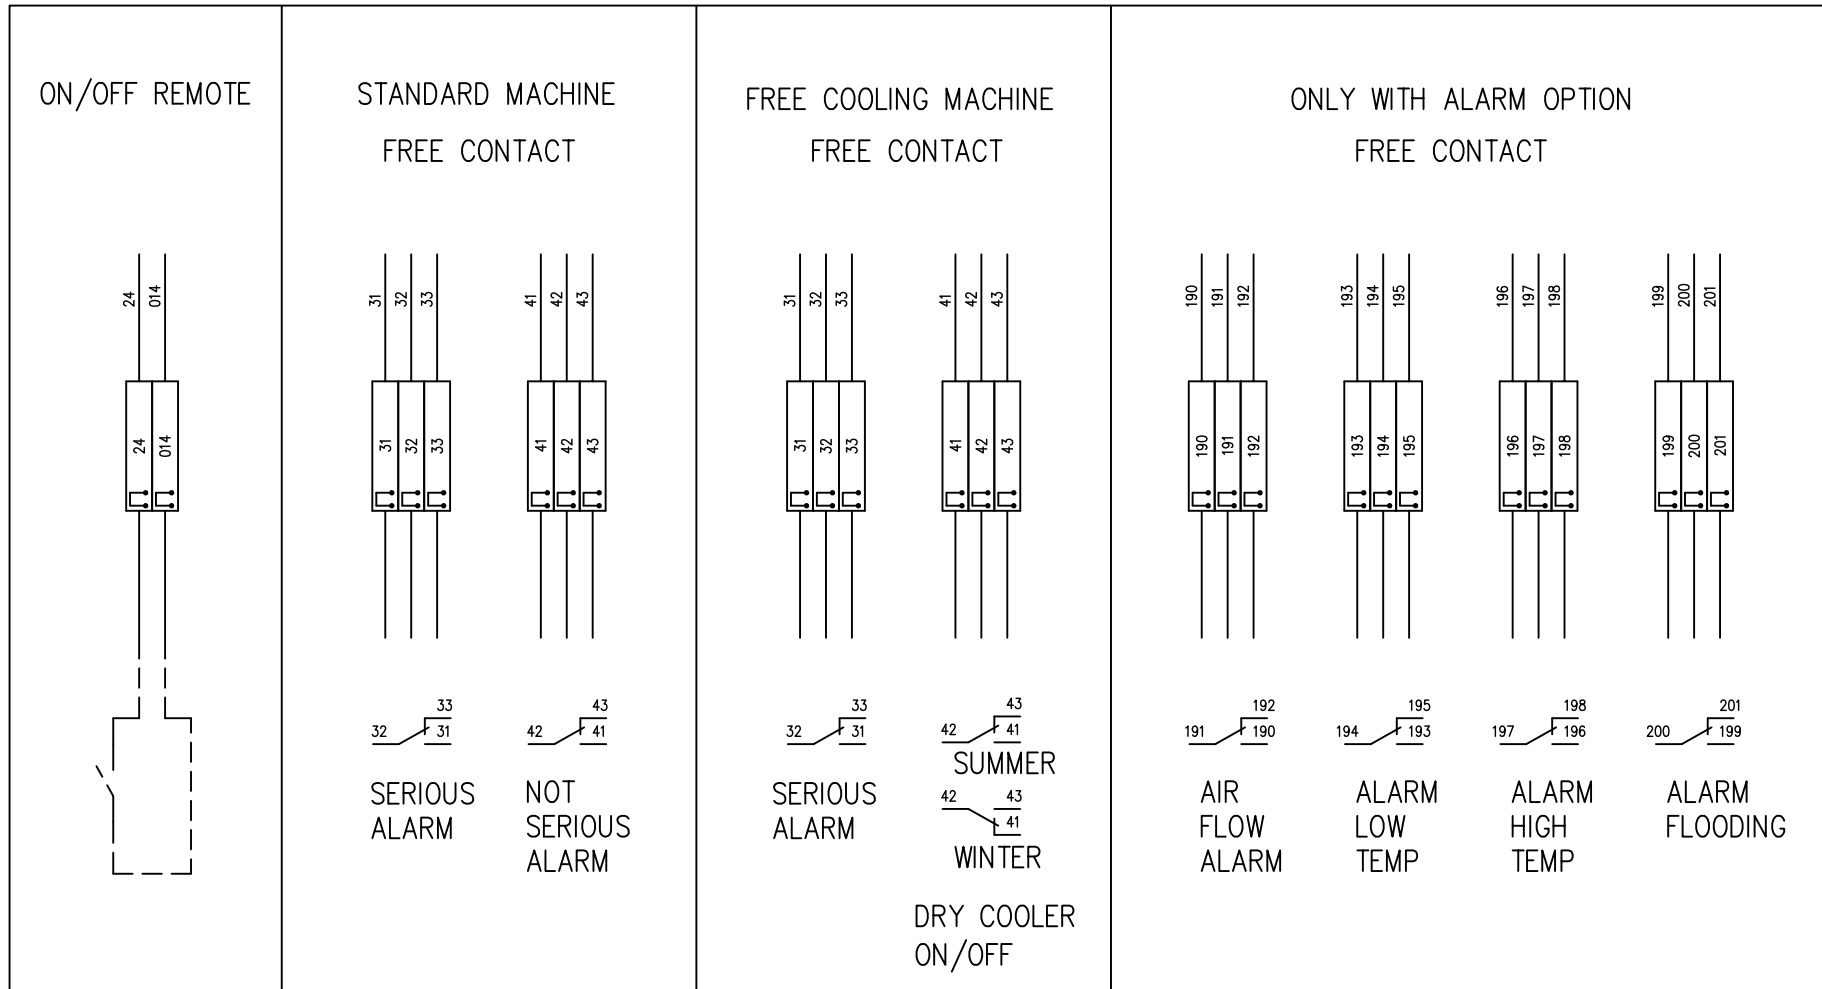 ON/OFF REMOTE
24
014
24
014
STANDARD MACHINE
FREE CONTACT
31
32
33
41
42
43
31
32
33
41
42
43
33
32
31
43
42
41
SERIOUS
ALARM
NOT
SERIOUS
ALARM
FREE COOLING MACHINE
FREE CONTACT
31
32
33
41
42
43
31
32
33
41
42
43
33
32
31
SERIOUS
ALARM
43
42
41
SUMMER
42
43
41
WINTER
DRY COOLER
ON/OFF
ONLY WITH ALARM OPTION
FREE CONTACT
190
191
192
193
194
195
196
197
198
199
200
201
190
191
192
193
194
195
196
197
198
199
200
201
192
191
190
195
194
193
198
197
196
201
200
199
AIR
FLOW
ALARM
ALARM
LOW
TEMP
ALARM
HIGH
TEMP
ALARM
FLOODING